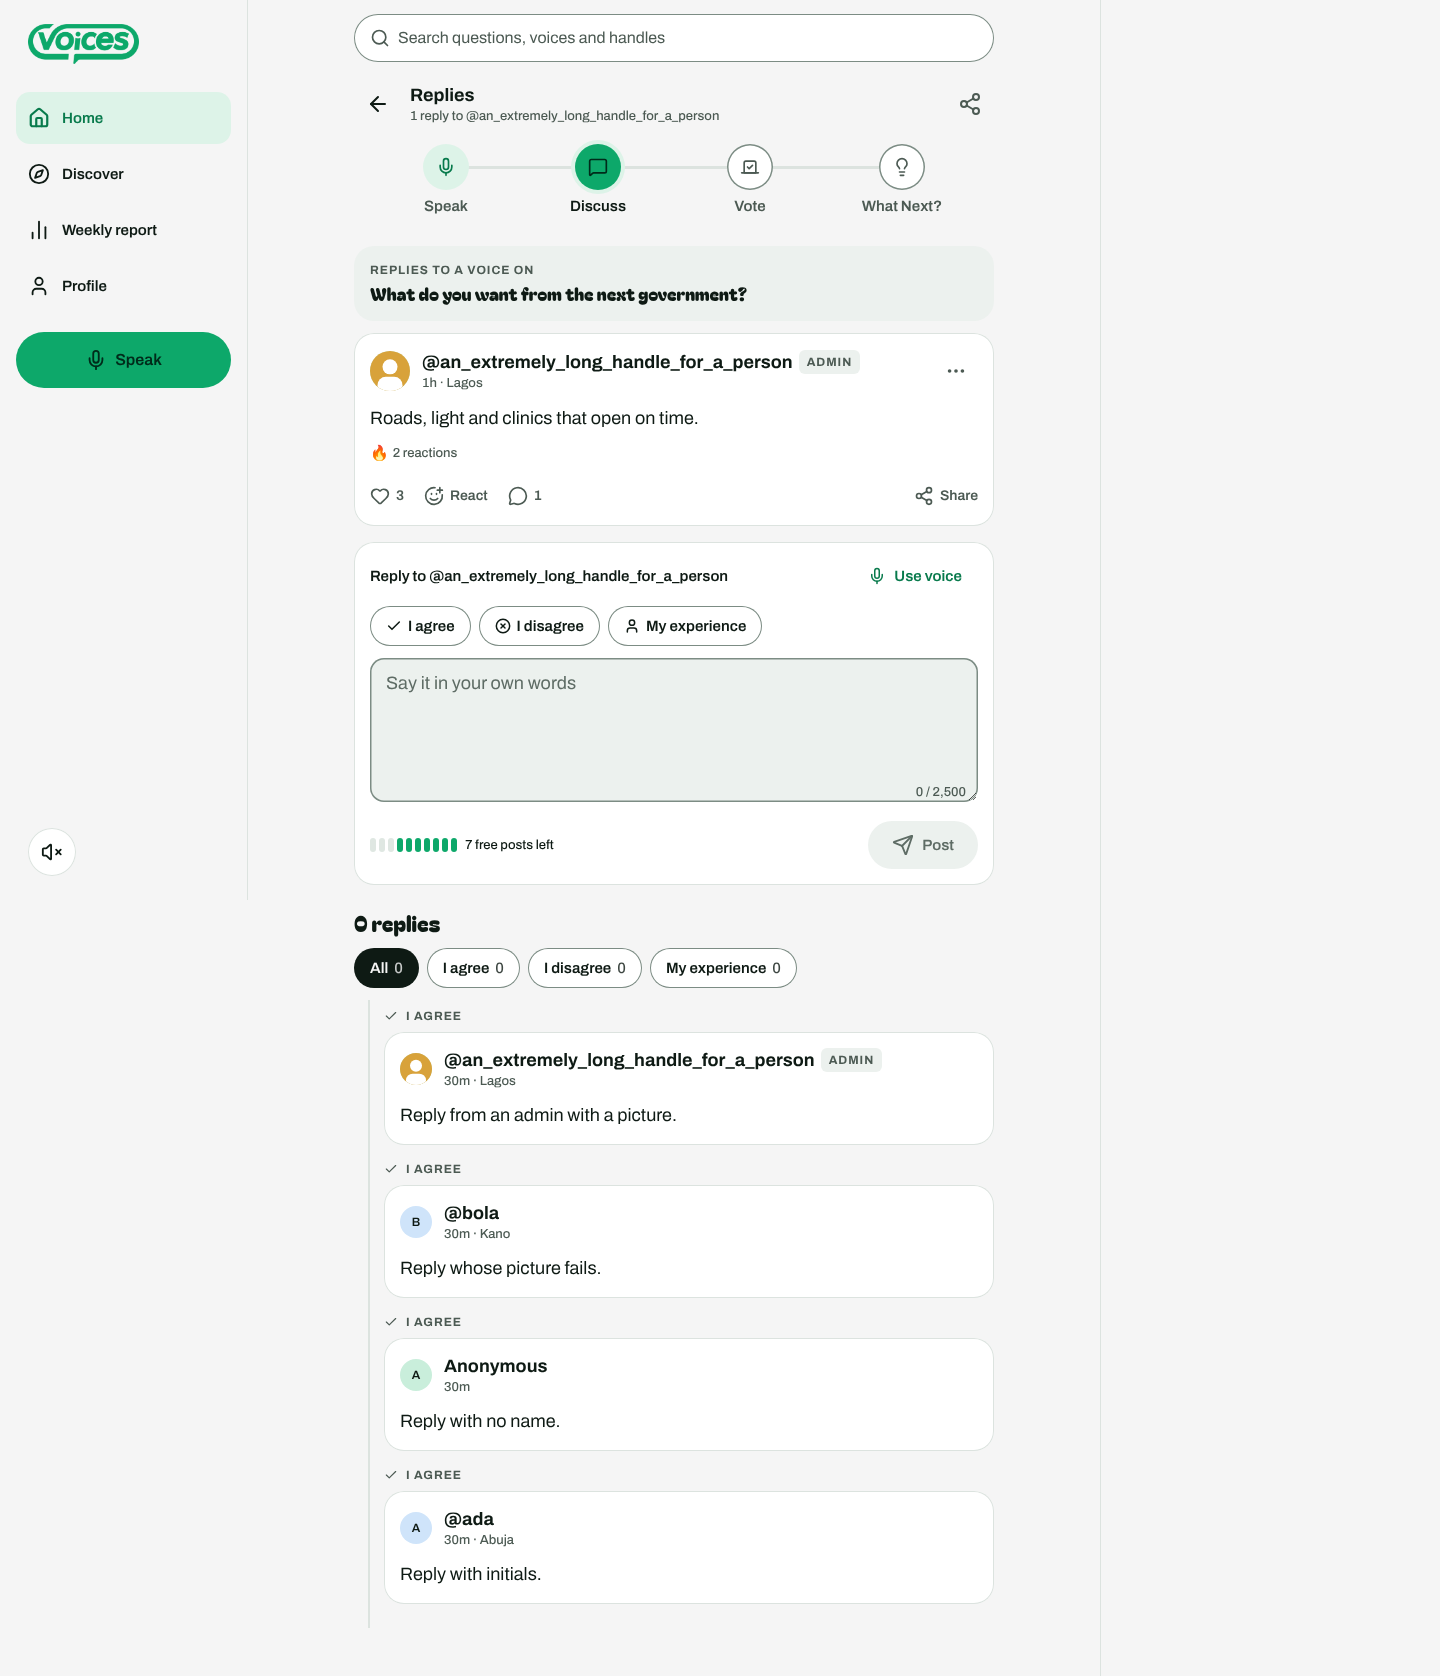 Voices
Home
Discover
Weekly report
Profile
Speak
Search questions, voices and handles
Replies
1 reply to @an_extremely_long_handle_for_a_person
Speak
Discuss
Vote
What Next?
REPLIES TO A VOICE ON
What do you want from the next government?
@an_extremely_long_handle_for_a_person ADMIN
1h · Lagos
Roads, light and clinics that open on time.
🔥 2 reactions
3 React 1 Share
Reply to @an_extremely_long_handle_for_a_person Use voice
I agree I disagree My experience
Say it in your own words
0 / 2,500
7 free posts left Post
0 replies
All 0 I agree 0 I disagree 0 My experience 0
I AGREE
@an_extremely_long_handle_for_a_person ADMIN
30m · Lagos
Reply from an admin with a picture.
I AGREE
B @bola
30m · Kano
Reply whose picture fails.
I AGREE
A Anonymous
30m
Reply with no name.
I AGREE
A @ada
30m · Abuja
Reply with initials.